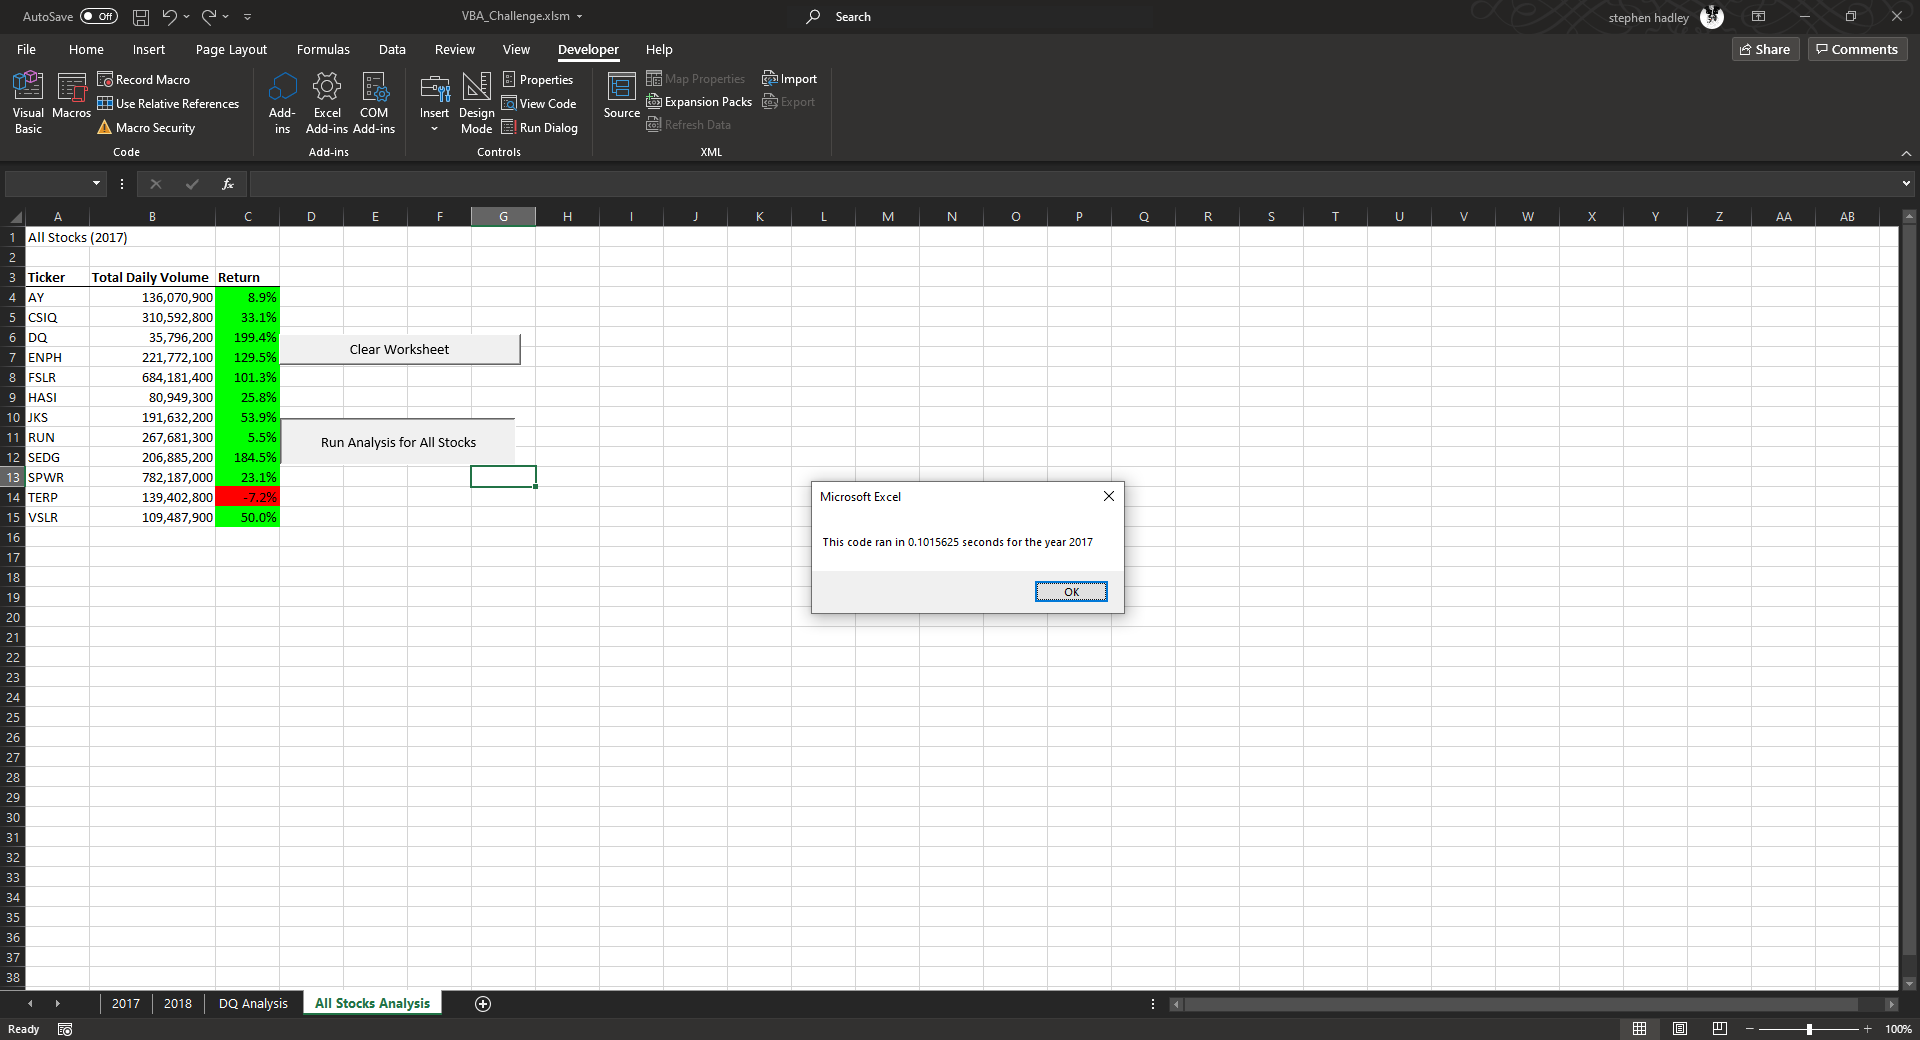 AutoSave Off VBA_Challenge.xlsm Search stephen hadley
File Home Insert Page Layout Formulas Data Review View Developer Help Share Comments
Visual Basic
Macros
Record Macro
Use Relative References
Macro Security
Code
Add-ins
Excel Add-ins
COM Add-ins
Add-ins
Insert
Design Mode
Properties
View Code
Run Dialog
Controls
Source
Map Properties
Expansion Packs
Refresh Data
Import
Export
XML
fx
A B C D E F G H I J K L M N O P Q R S T U V W X Y Z AA AB
1 All Stocks (2017)
2
3 Ticker Total Daily Volume Return
4 AY 136,070,900 8.9%
5 CSIQ 310,592,800 33.1%
6 DQ 35,796,200 199.4%
7 ENPH 221,772,100 129.5%
8 FSLR 684,181,400 101.3%
9 HASI 80,949,300 25.8%
10 JKS 191,632,200 53.9%
11 RUN 267,681,300 5.5%
12 SEDG 206,885,200 184.5%
13 SPWR 782,187,000 23.1%
14 TERP 139,402,800 -7.2%
15 VSLR 109,487,900 50.0%
16
17
18
19
20
21
22
23
24
25
26
27
28
29
30
31
32
33
34
35
36
37
38
Clear Worksheet
Run Analysis for All Stocks
Microsoft Excel
This code ran in 0.1015625 seconds for the year 2017
OK
2017 2018 DQ Analysis All Stocks Analysis
Ready 100%